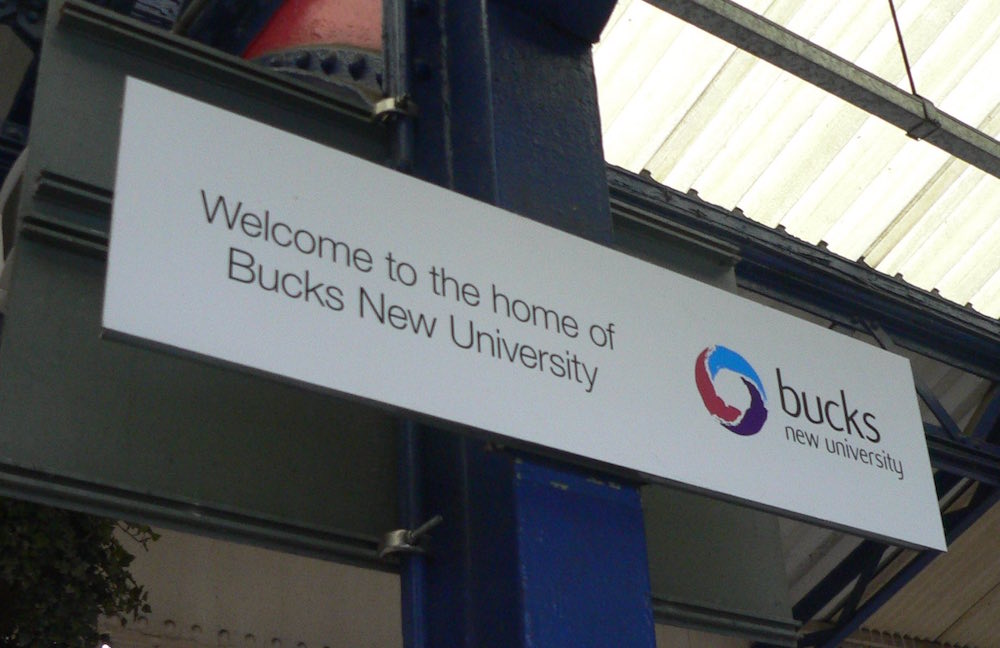 Welcome to the home of
Bucks New University
bucks
new university